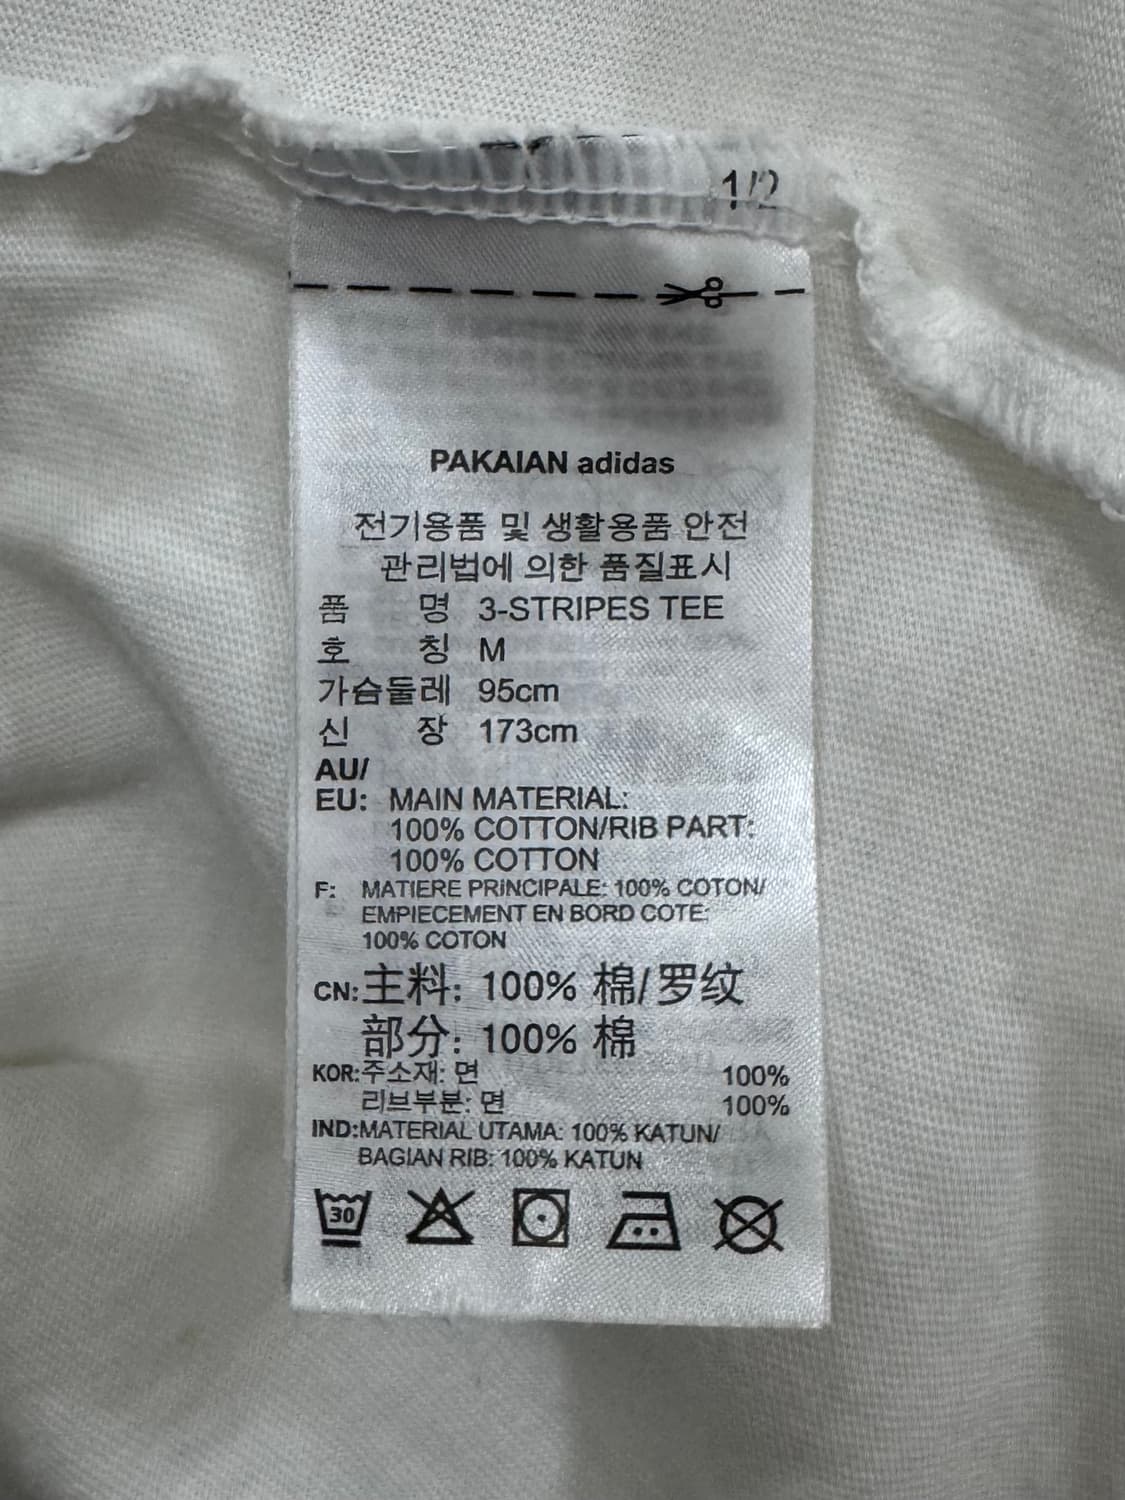 1/2
PAKAIAN adidas
전기용품 및 생활용품 안전
관리법에 의한 품질표시
품 명 3-STRIPES TEE
호 칭 M
가슴둘레 95cm
신 장 173cm
AU/
EU: MAIN MATERIAL:
100% COTTON/RIB PART:
100% COTTON
F: MATIERE PRINCIPALE: 100% COTON/
EMPIECEMENT EN BORD COTE:
100% COTON
CN:主料: 100% 棉/罗纹
部分: 100% 棉
KOR:주소재: 면 100%
리브부분: 면 100%
IND:MATERIAL UTAMA: 100% KATUN/
BAGIAN RIB: 100% KATUN
30